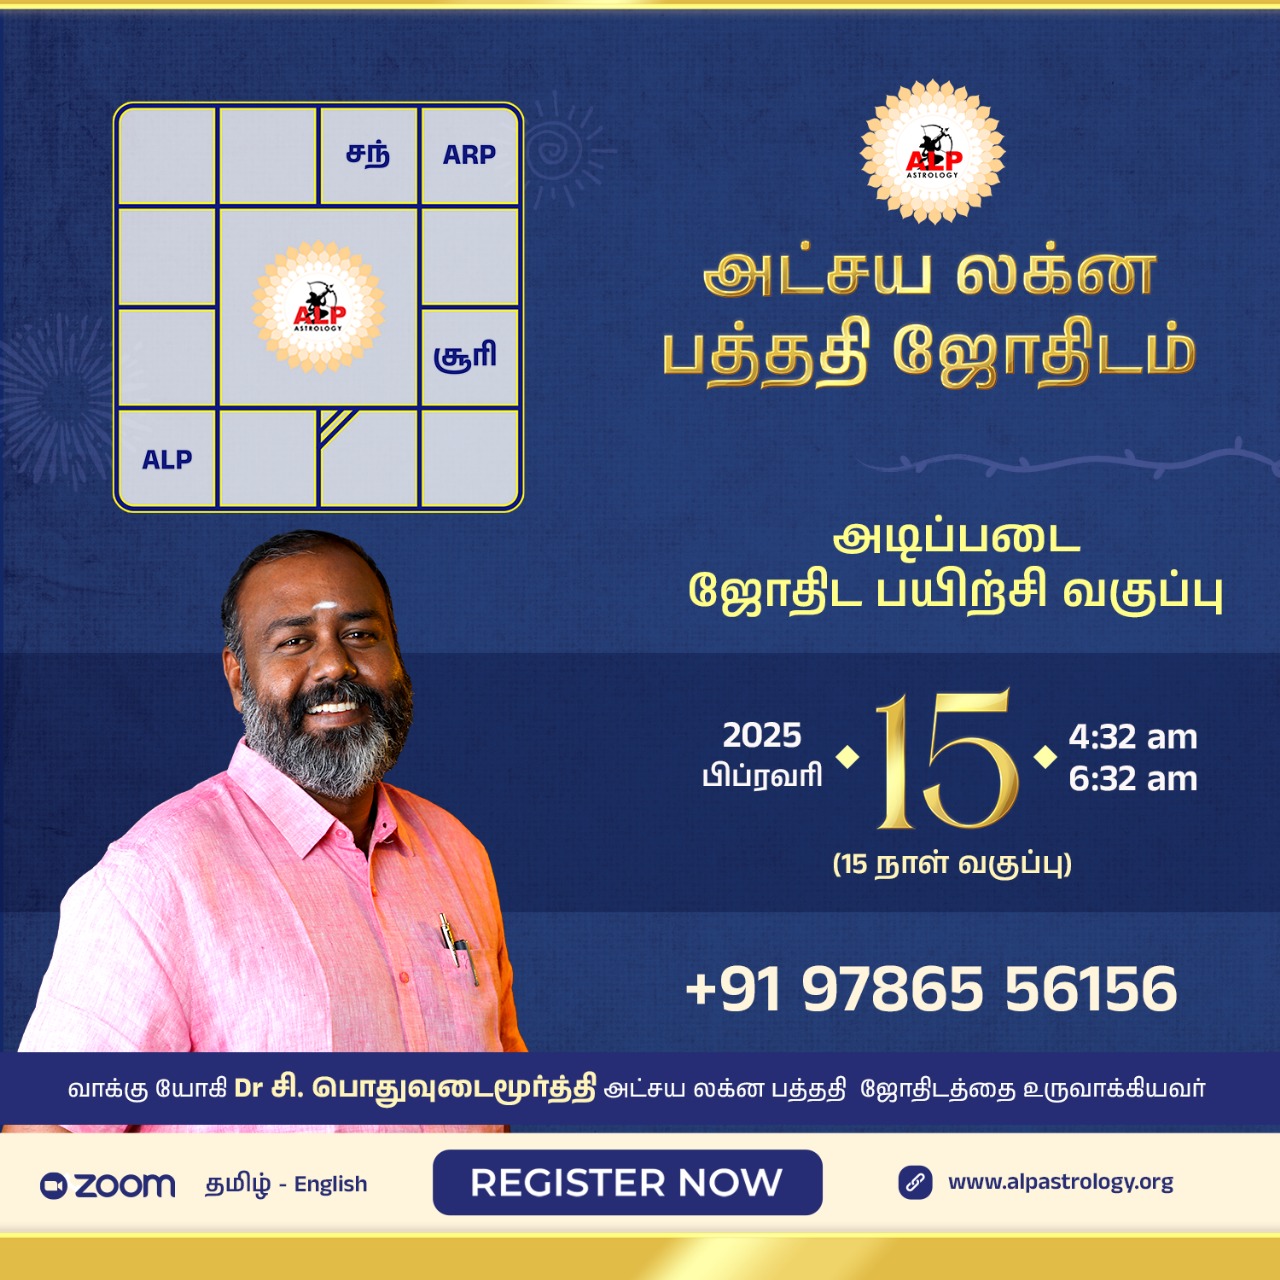 சந்
ARP
ALP
ASTROLOGY
சூரி
ALP
ALP
ASTROLOGY
அட்சய லக்ன
பத்ததி ஜோதிடம்
அடிப்படை
ஜோதிட பயிற்சி வகுப்பு
2025
பிப்ரவரி
15
4:32 am
6:32 am
(15 நாள் வகுப்பு)
+91 97865 56156
வாக்கு யோகி Dr சி. பொதுவுடைமூர்த்தி அட்சய லக்ன பத்ததி ஜோதிடத்தை உருவாக்கியவர்
zoom
தமிழ் - English
REGISTER NOW
www.alpastrology.org